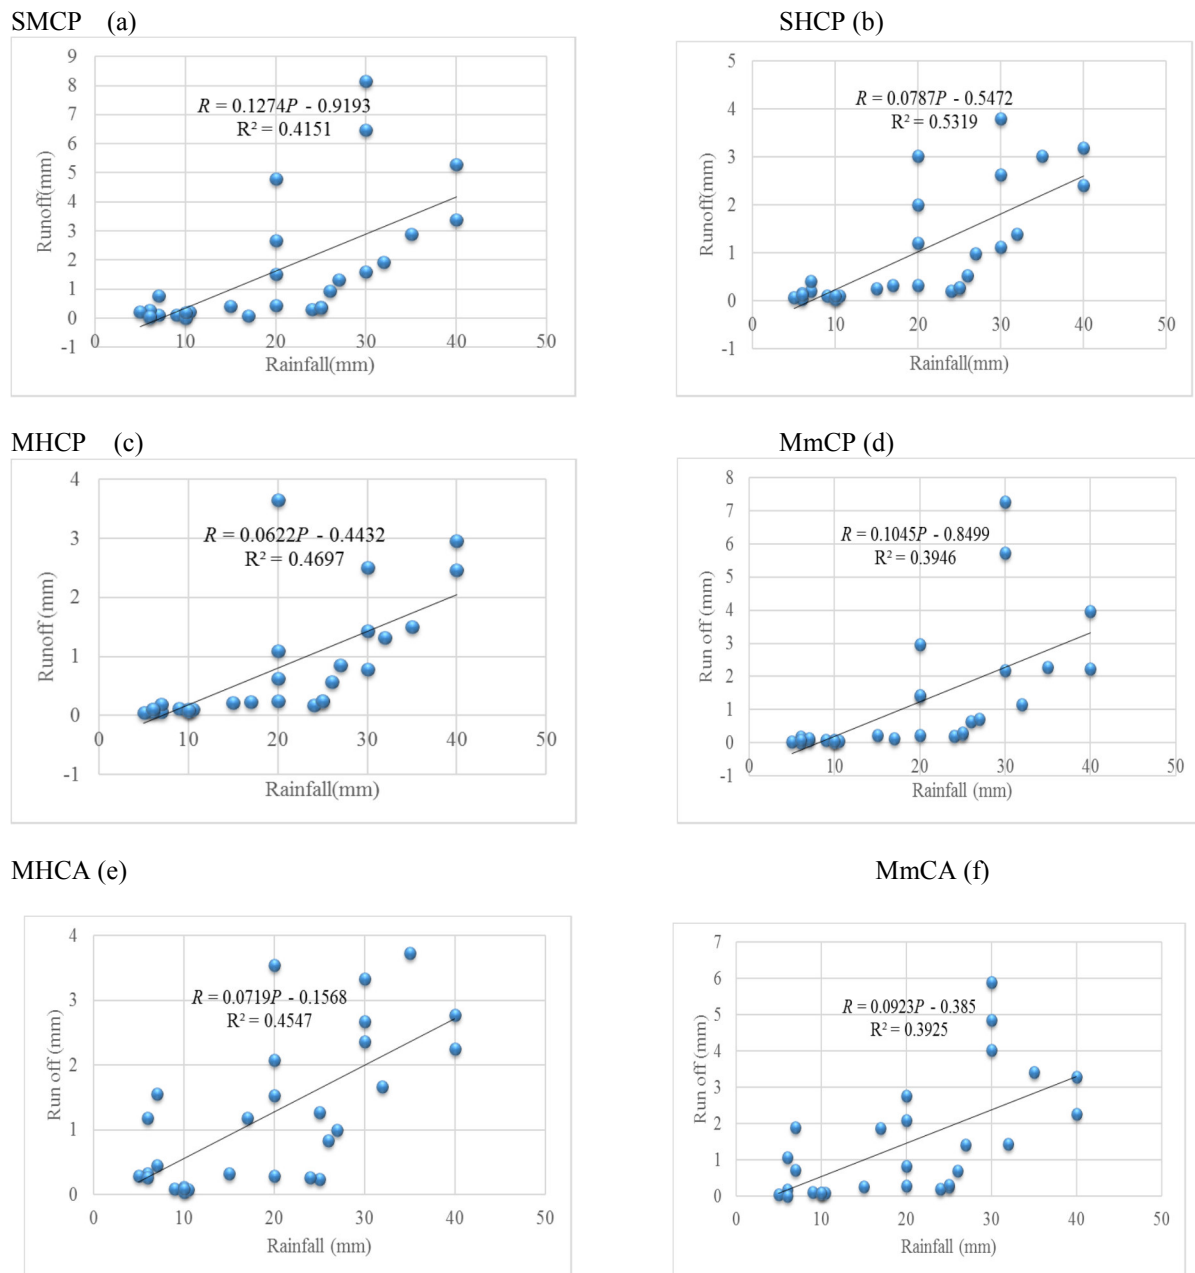 SMCP (a)
SHCP (b)
9
8
7
6
5
4
3
2
1
0
-1
Runoff(mm)
R = 0.1274P - 0.9193
R² = 0.4151
0 10 20 30 40 50
Rainfall(mm)
5
4
3
2
1
0
-1
Runoff(mm)
R = 0.0787P - 0.5472
R² = 0.5319
0 10 20 30 40 50
Rainfall(mm)
MHCP (c)
MmCP (d)
4
3
2
1
0
-1
Runoff (mm)
R = 0.0622P - 0.4432
R² = 0.4697
0 10 20 30 40 50
Rainfall(mm)
8
7
6
5
4
3
2
1
0
-1
Run off (mm)
R = 0.1045P - 0.8499
R² = 0.3946
0 10 20 30 40 50
Rainfall (mm)
MHCA (e)
MmCA (f)
4
3
2
1
0
Run off (mm)
R = 0.0719P - 0.1568
R² = 0.4547
0 10 20 30 40 50
Rainfall (mm)
7
6
5
4
3
2
1
0
Run off (mm)
R = 0.0923P - 0.385
R² = 0.3925
0 10 20 30 40 50
Rainfall (mm)